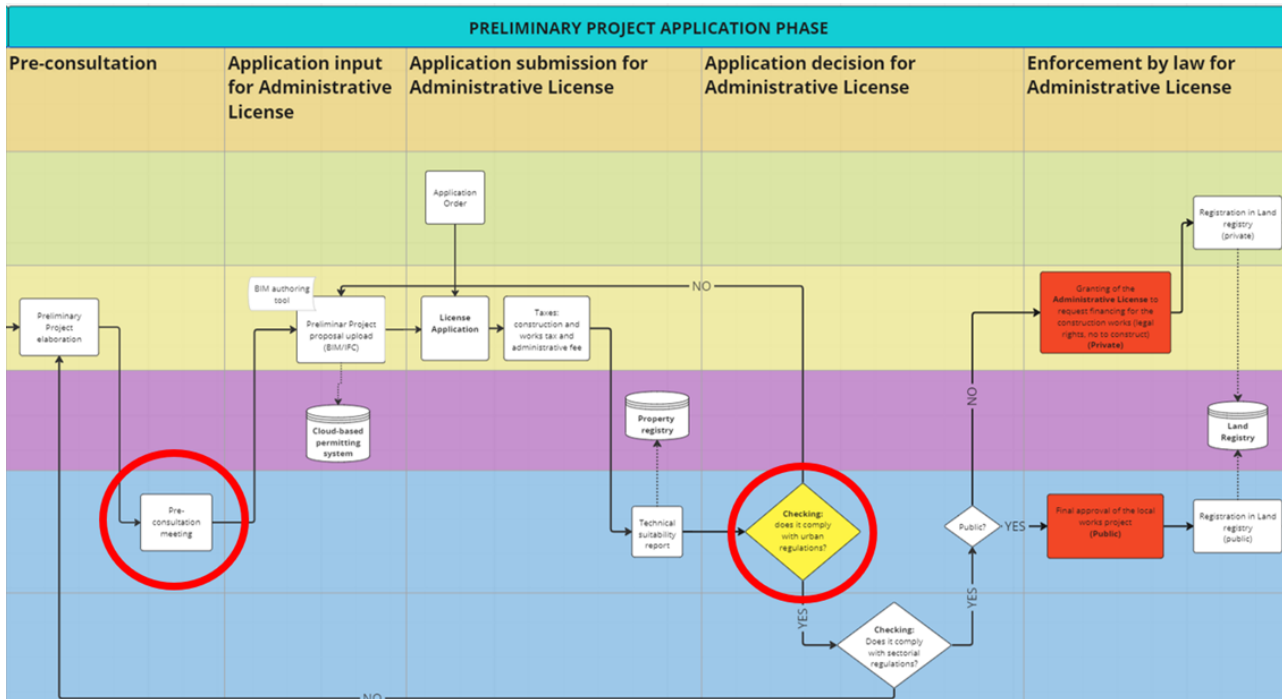 PRELIMINARY PROJECT APPLICATION PHASE
Pre-consultation
Application input
for Administrative
License
Application submission for
Administrative License
Application decision for
Administrative License
Enforcement by law for
Administrative License
Application
Order
Registration in Land
registry
(private)
BIM authoring
tool
NO
Preliminary
Project
elaboration
Preliminar Project
proposal upload
(BIM/IFC)
License
Application
Taxes:
construction and
works tax and
administrative fee
Granting of the
Administrative License to
request financing for the
construction works (legal
rights, no to construct)
(Private)
NO
Cloud-based
permitting
system
Property
registry
Land
Registry
Pre-
consultation
meeting
Technical
suitability
report
Checking:
does it comply
with urban
regulations?
Public?
YES
Final approval of the local
works project
(Public)
Registration in Land
registry
(public)
YES
YES
Checking:
Does it comply
with sectorial
regulations?
NO